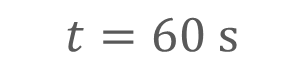 t = 60 s